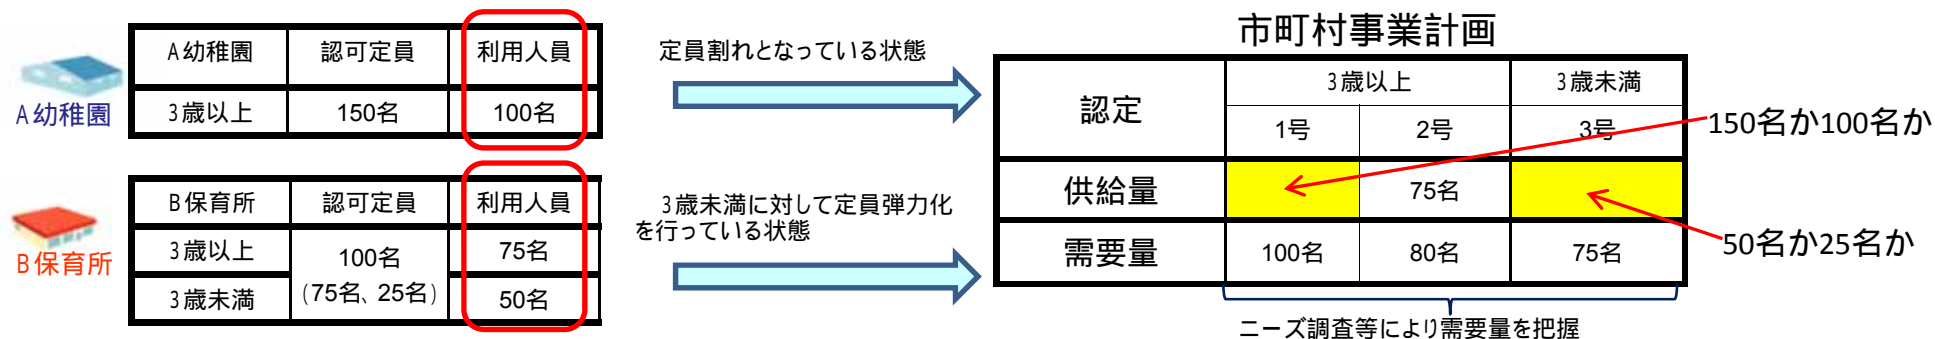 A幼稚園
A幼稚園 認可定員 利用人員
3歳以上 150名 100名
定員割れとなっている状態
B保育所
B保育所 認可定員 利用人員
3歳以上 100名 75名
3歳未満 (75名、25名) 50名
3歳未満に対して定員弾力化
を行っている状態
市町村事業計画
認定 3歳以上 3歳未満
1号 2号 3号
供給量 75名
需要量 100名 80名 75名
150名か100名か
50名か25名か
ニーズ調査等により需要量を把握